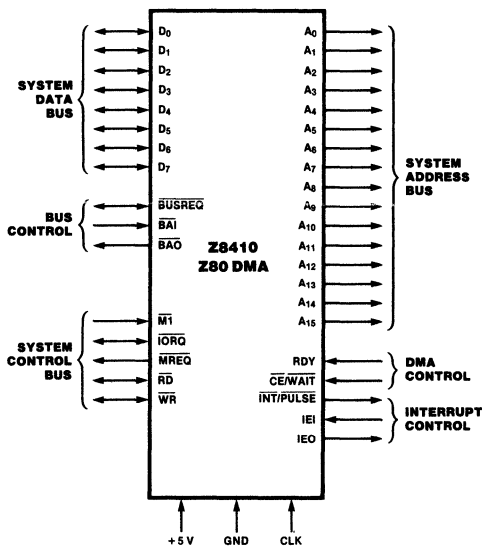 SYSTEM
DATA
BUS
D0
D1
D2
D3
D4
D5
D6
D7
BUS
CONTROL
BUSREQ
BAI
BAO
SYSTEM
CONTROL
BUS
M1
IORQ
MREQ
RD
WR
Z8410
Z80 DMA
A0
A1
A2
A3
A4
A5
A6
A7
A8
A9
A10
A11
A12
A13
A14
A15
SYSTEM
ADDRESS
BUS
RDY
CE/WAIT
DMA
CONTROL
INT/PULSE
IEI
IEO
INTERRUPT
CONTROL
+5 V
GND
CLK